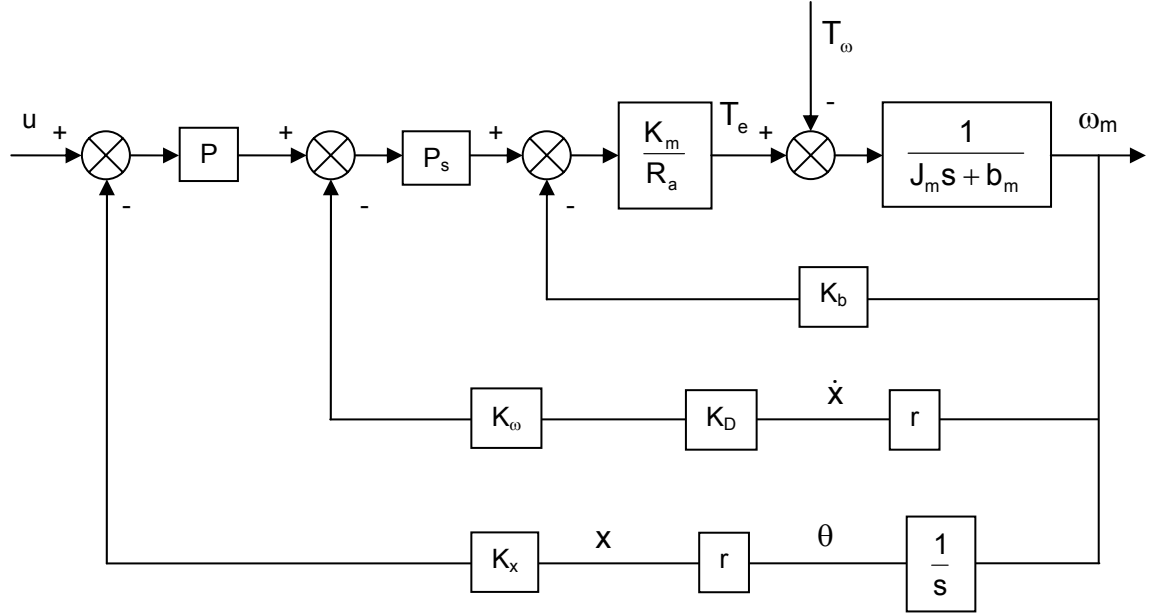 T_ω
u + - P + - P_s + - K_m/R_a T_e + - 1/(J_m s + b_m) ω_m
K_b
K_ω K_D ẋ r
K_x x r θ 1/s